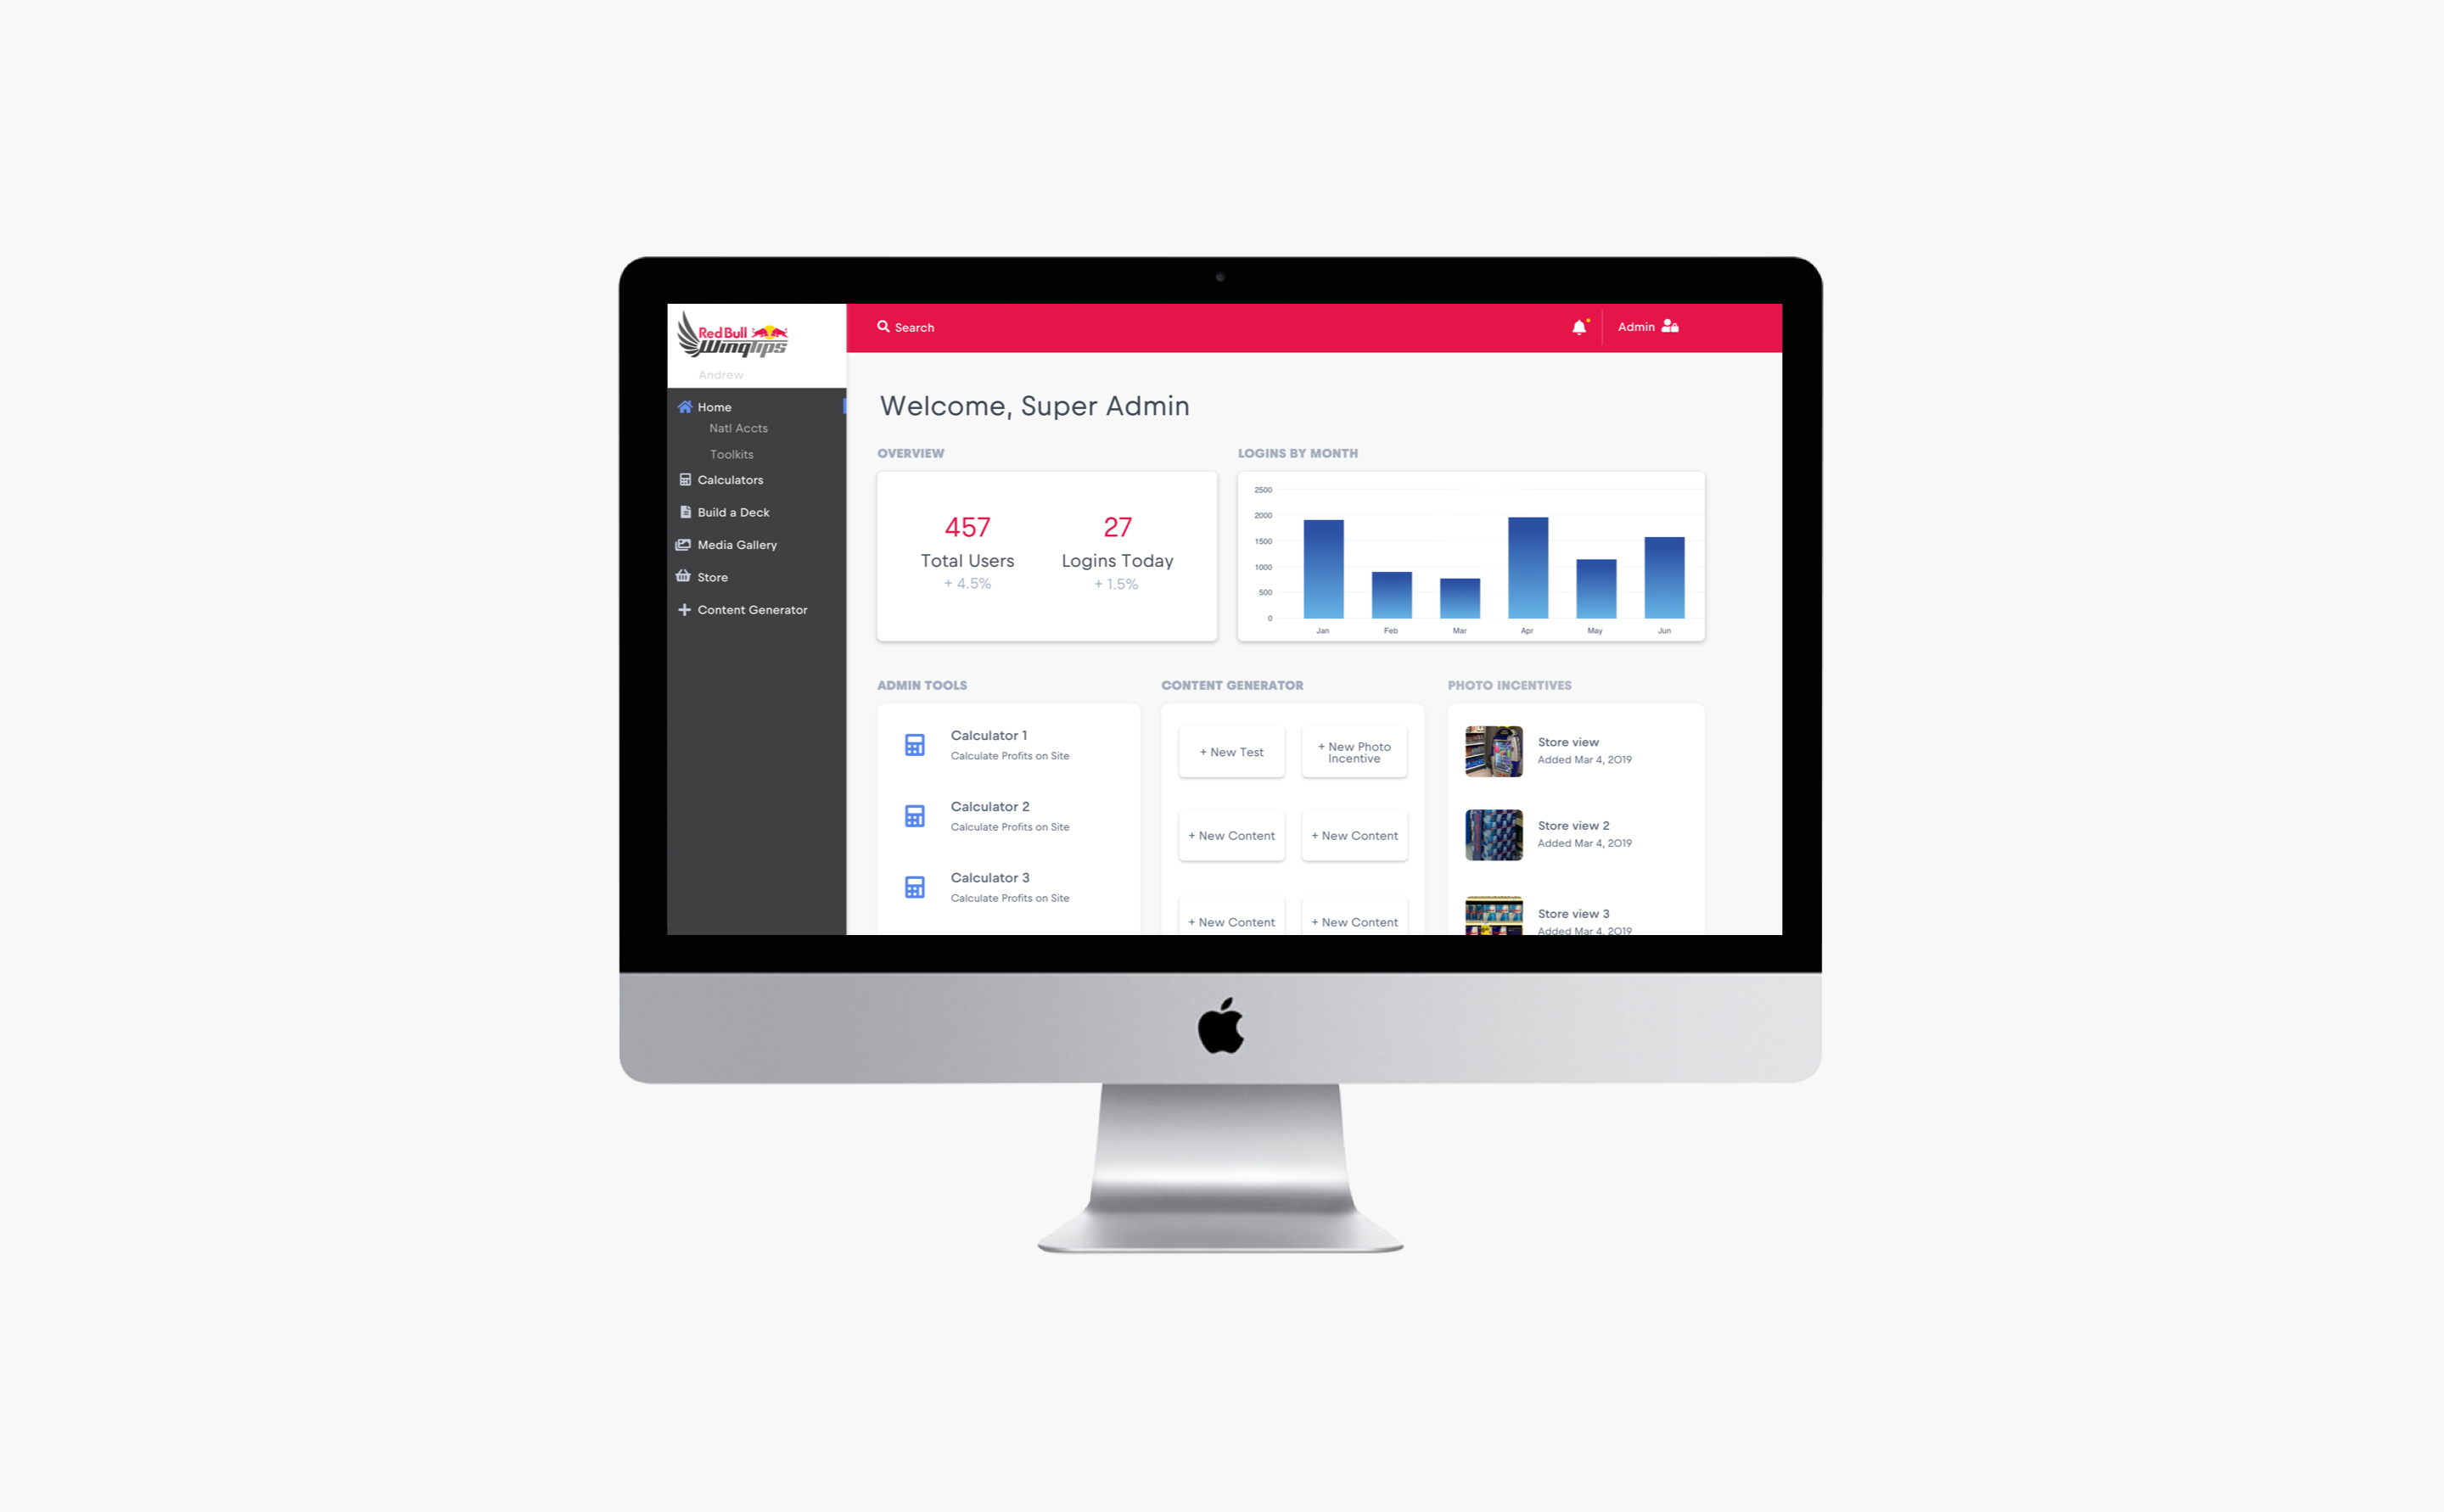 Red Bull
WingTips
Andrew
Home
Natl Accts
Toolkits
Calculators
Build a Deck
Media Gallery
Store
Content Generator
Search
Admin
Welcome, Super Admin
OVERVIEW
457
Total Users
+ 4.5%
27
Logins Today
+ 1.5%
LOGINS BY MONTH
2500
2000
1500
1000
500
0
Jan Feb Mar Apr May Jun
ADMIN TOOLS
Calculator 1
Calculate Profits on Site
Calculator 2
Calculate Profits on Site
Calculator 3
Calculate Profits on Site
CONTENT GENERATOR
+ New Test
+ New Photo
Incentive
+ New Content
+ New Content
+ New Content
+ New Content
PHOTO INCENTIVES
Store view
Added Mar 4, 2019
Store view 2
Added Mar 4, 2019
Store view 3
Added Mar 4, 2019